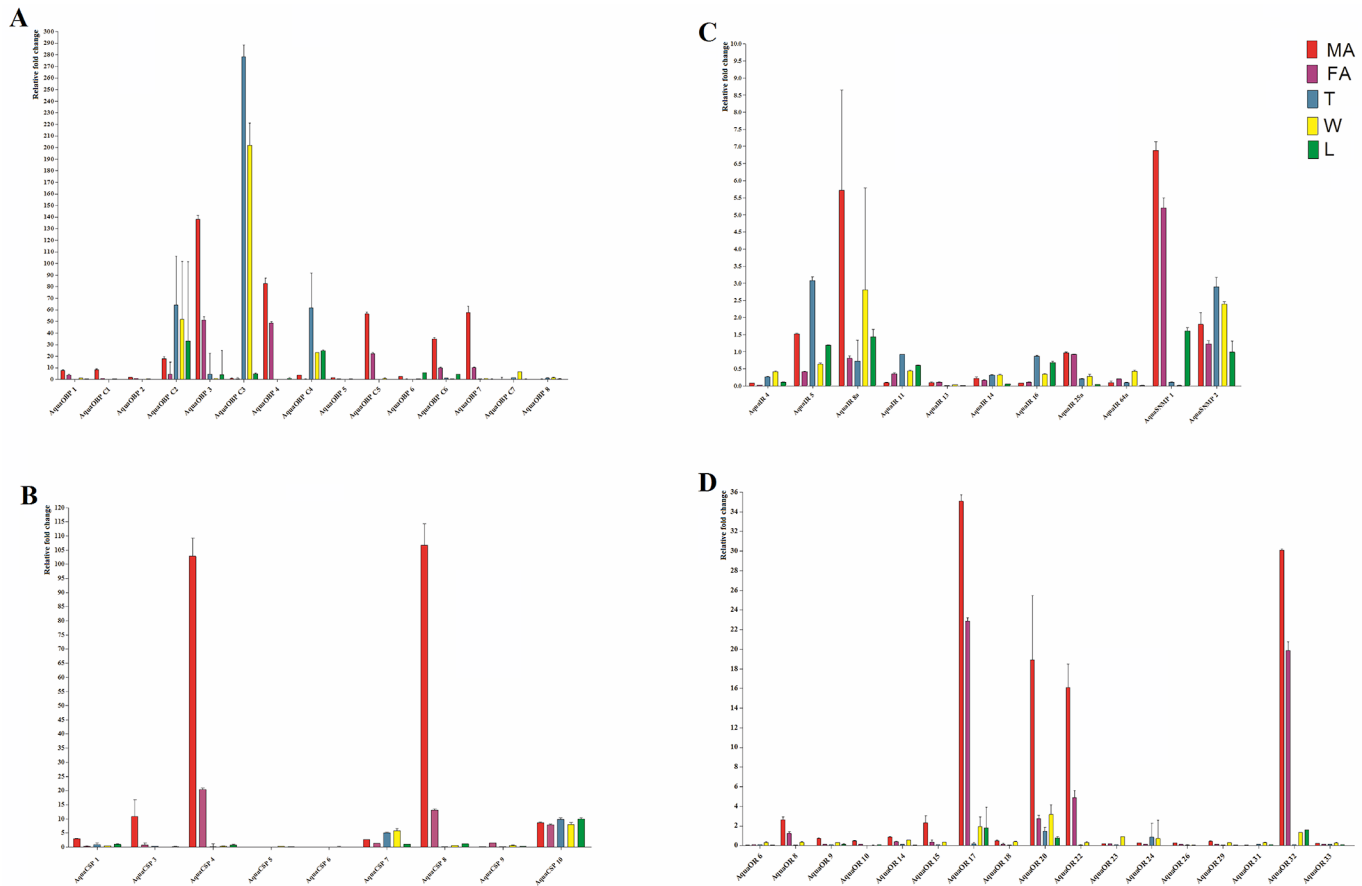 A
Relative fold change
300
290
280
270
260
250
240
230
220
210
200
190
180
170
160
150
140
130
120
110
100
90
80
70
60
50
40
30
20
10
0
AquaOBP 1
AquaOBP C1
AquaOBP 2
AquaOBP C2
AquaOBP 3
AquaOBP C3
AquaOBP 4
AquaOBP C4
AquaOBP 5
AquaOBP C5
AquaOBP 6
AquaOBP C6
AquaOBP 7
AquaOBP C7
AquaOBP 8
C
Relative fold change
10.0
9.5
9.0
8.5
8.0
7.5
7.0
6.5
6.0
5.5
5.0
4.5
4.0
3.5
3.0
2.5
2.0
1.5
1.0
0.5
0.0
AquaIR 4
AquaIR 5
AquaIR 8a
AquaIR 11
AquaIR 13
AquaIR 14
AquaIR 16
AquaIR 25a
AquaIR 64a
AquaSNMP 1
AquaSNMP 2
MA
FA
T
W
L
B
Relative fold change
120
115
110
105
100
95
90
85
80
75
70
65
60
55
50
45
40
35
30
25
20
15
10
5
0
AquaCSP 1
AquaCSP 3
AquaCSP 4
AquaCSP 5
AquaCSP 6
AquaCSP 7
AquaCSP 8
AquaCSP 9
AquaCSP 10
D
Relative fold change
36
34
32
30
28
26
24
22
20
18
16
14
12
10
8
6
4
2
0
AquaOR 6
AquaOR 8
AquaOR 9
AquaOR 10
AquaOR 14
AquaOR 15
AquaOR 17
AquaOR 18
AquaOR 20
AquaOR 22
AquaOR 23
AquaOR 24
AquaOR 26
AquaOR 29
AquaOR 31
AquaOR 32
AquaOR 33